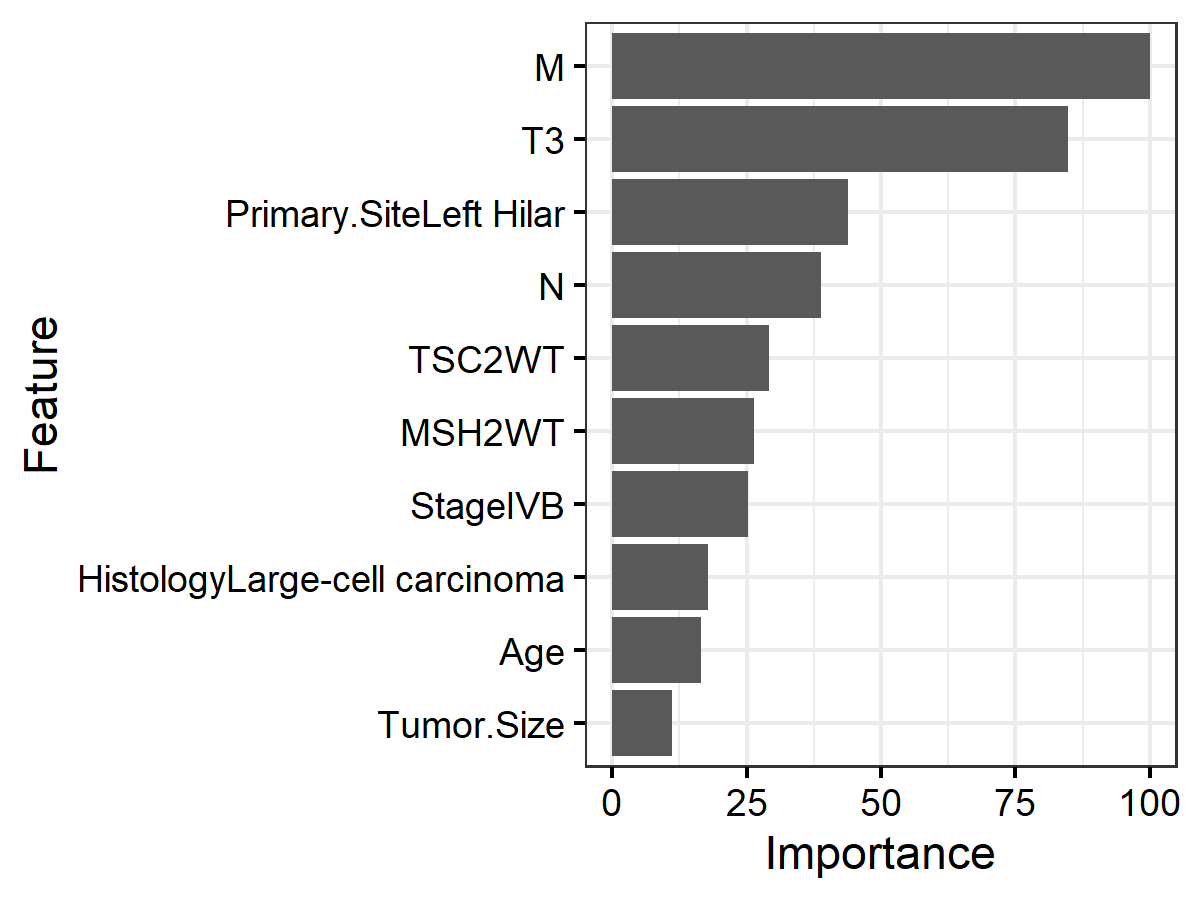 M
T3
Primary.SiteLeft Hilar
N
TSC2WT
MSH2WT
StageIVB
HistologyLarge-cell carcinoma
Age
Tumor.Size
Feature
0 25 50 75 100
Importance